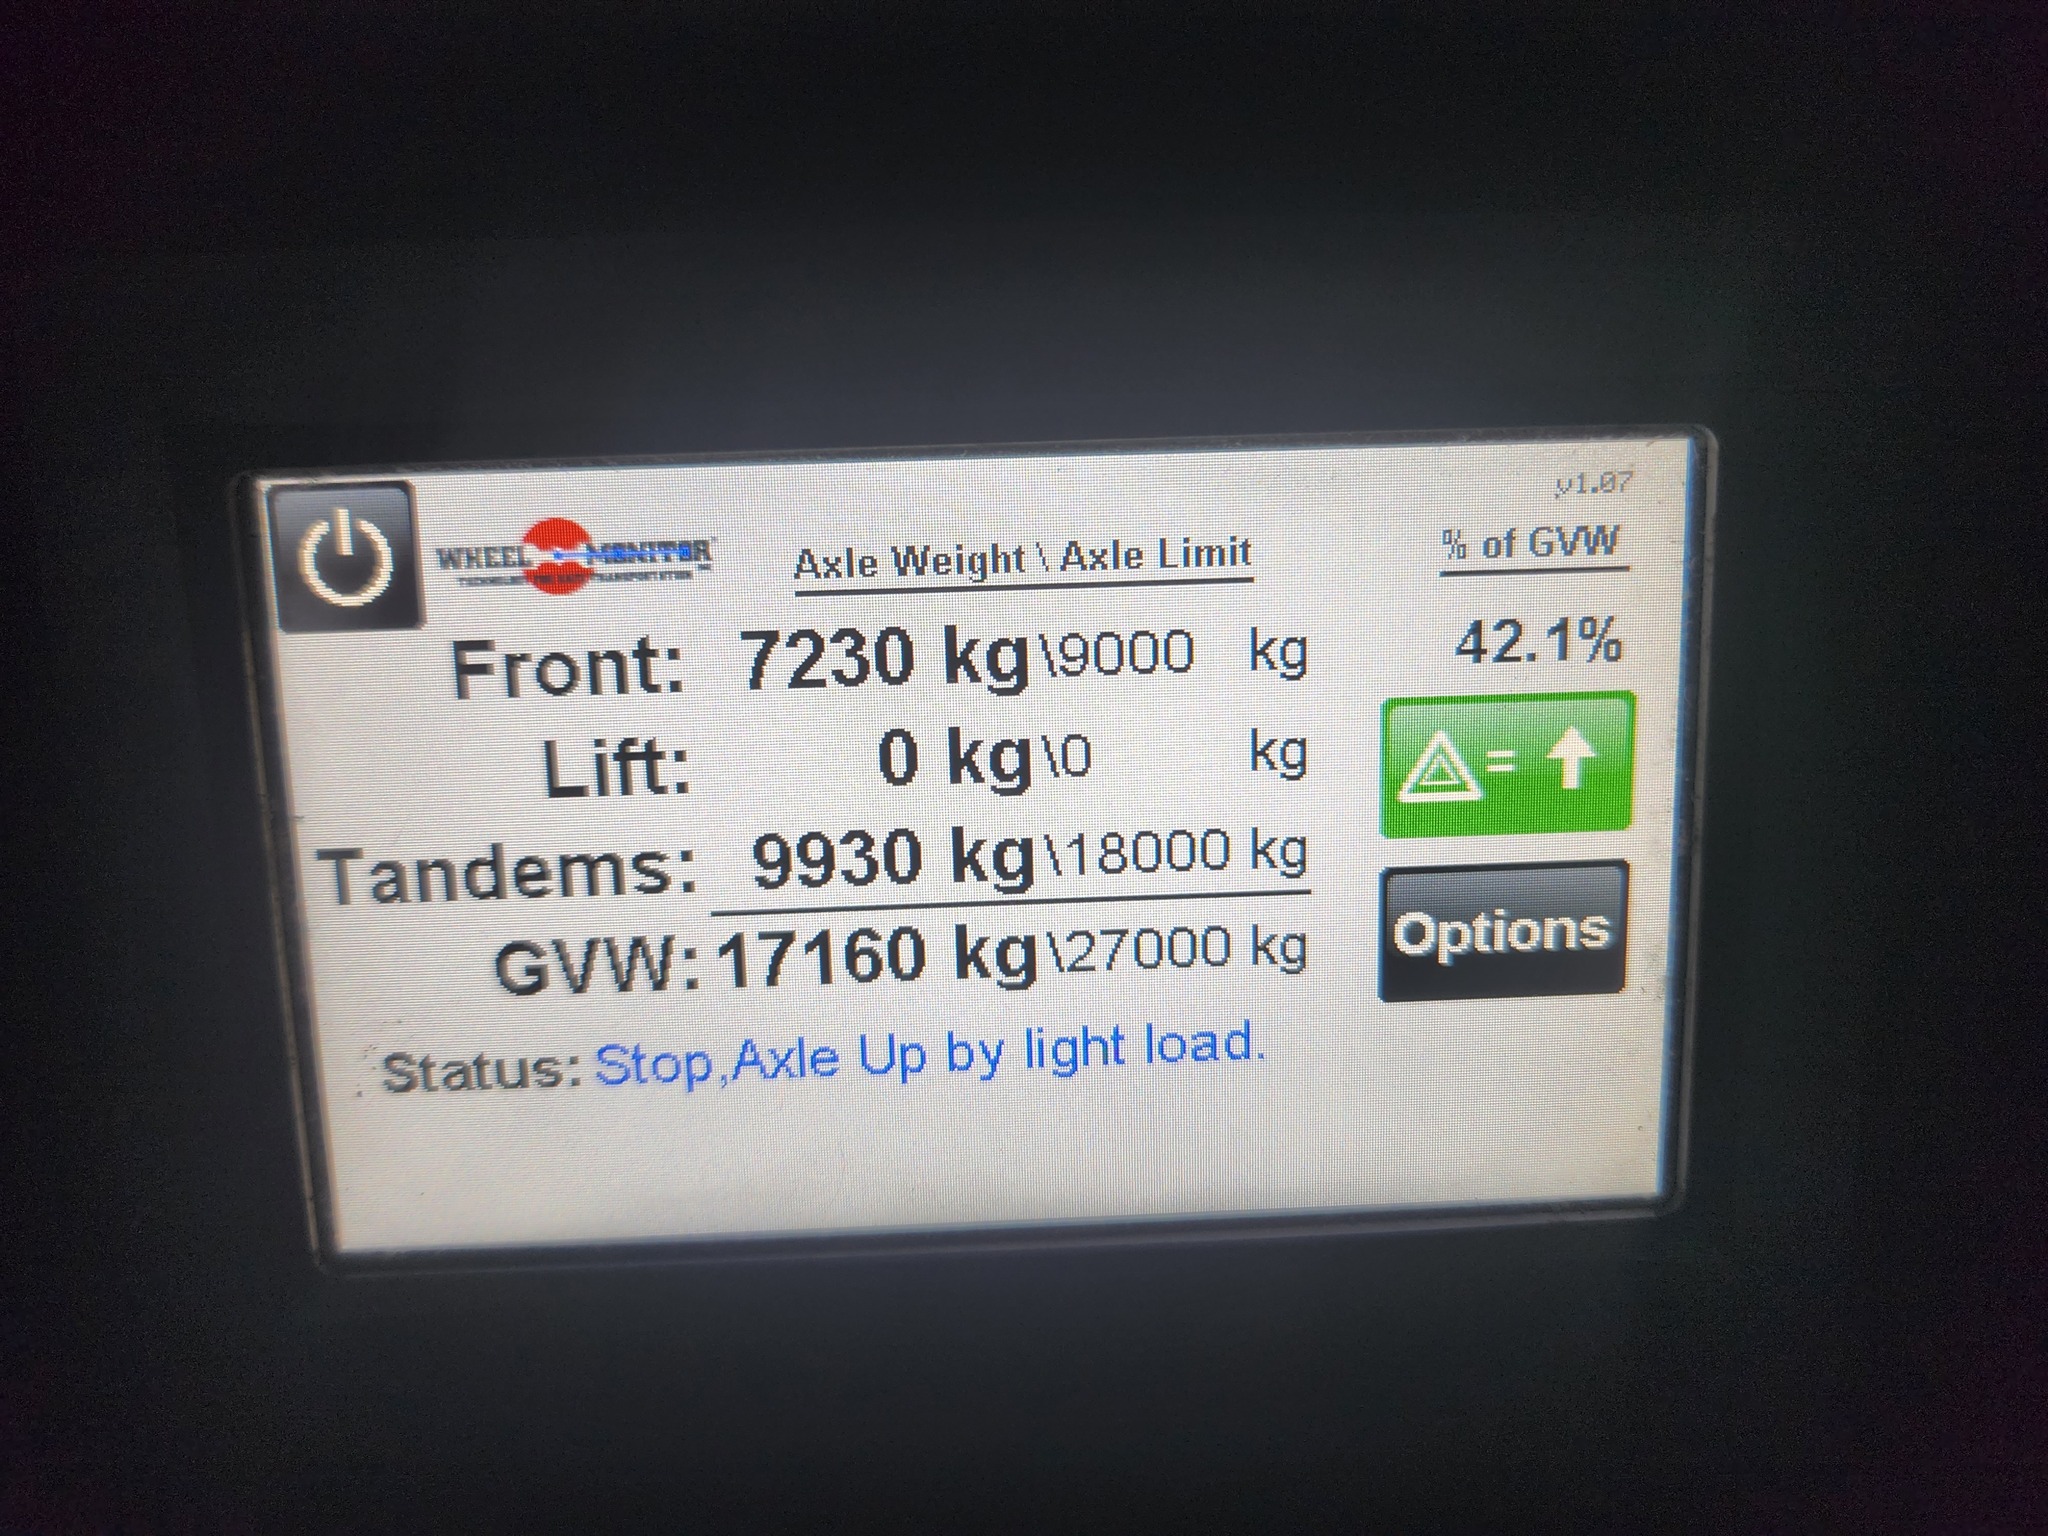 v1.07
WHEEL MONITOR
Axle Weight \ Axle Limit
% of GVW
Front: 7230 kg\9000 kg
42.1%
Lift: 0 kg\0 kg
=
Tandems: 9930 kg\18000 kg
GVW: 17160 kg\27000 kg
Options
Status: Stop,Axle Up by light load.